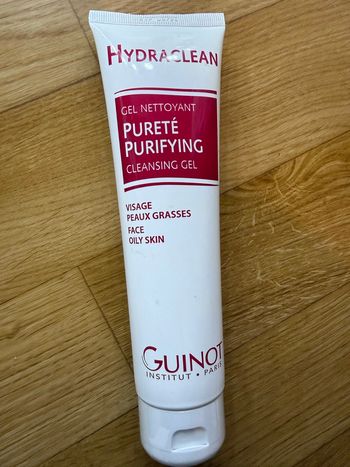 HYDRACLEAN
GEL NETTOYANT
PURETÉ
PURIFYING
CLEANSING GEL
VISAGE
PEAUX GRASSES
FACE
OILY SKIN
GUINOT
INSTITUT • PARIS